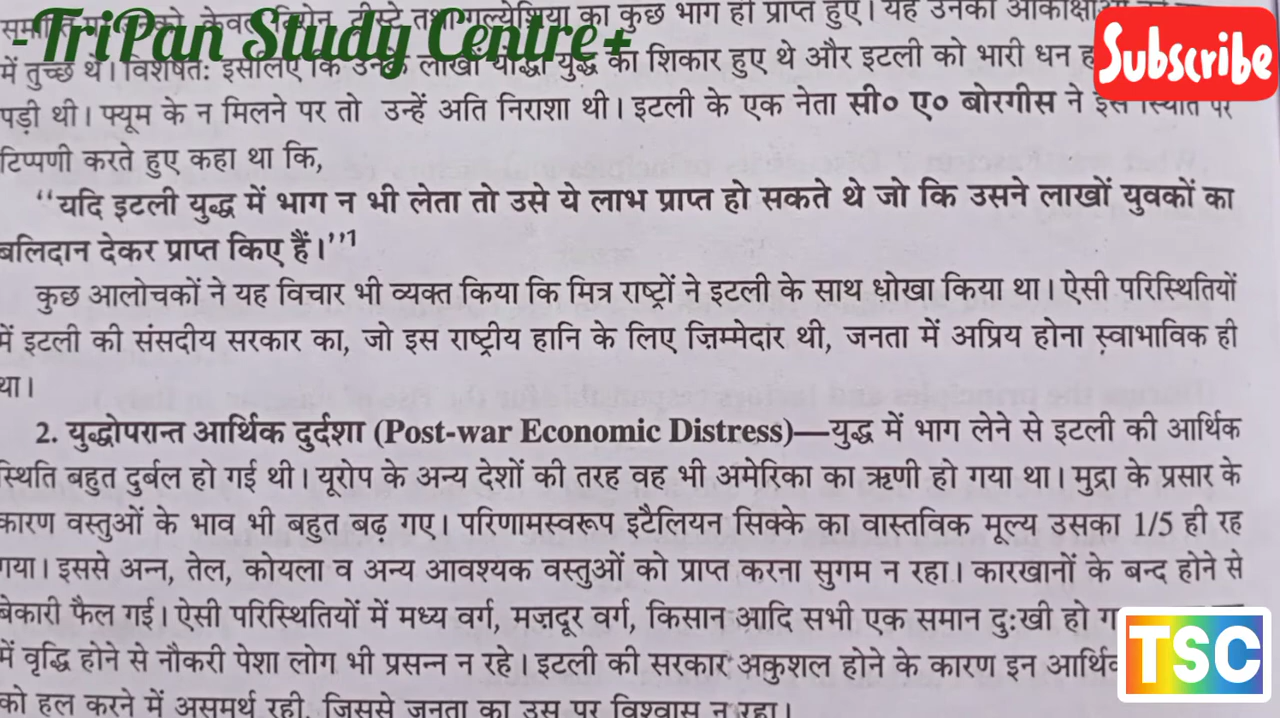 -TriPan Study Centre+
Subscribe
का कुछ भाग ही प्राप्त हुए। यह उनकी
में तुच्छ थे। विशेषतः इसलिए कि उनके लाखों योद्धा युद्ध का शिकार हुए थे और इटली को भारी धन
पड़ी थी। फ्यूम के न मिलने पर तो उन्हें अति निराशा थी। इटली के एक नेता सी० ए० बोरगीस ने इस स्थिति पर
टिप्पणी करते हुए कहा था कि,
‘‘यदि इटली युद्ध में भाग न भी लेता तो उसे ये लाभ प्राप्त हो सकते थे जो कि उसने लाखों युवकों का
बलिदान देकर प्राप्त किए हैं।’’1
कुछ आलोचकों ने यह विचार भी व्यक्त किया कि मित्र राष्ट्रों ने इटली के साथ धोखा किया था। ऐसी परिस्थितियों
में इटली की संसदीय सरकार का, जो इस राष्ट्रीय हानि के लिए ज़िम्मेदार थी, जनता में अप्रिय होना स्वाभाविक ही
था।
2. युद्धोपरान्त आर्थिक दुर्दशा (Post-war Economic Distress)—युद्ध में भाग लेने से इटली की आर्थिक
स्थिति बहुत दुर्बल हो गई थी। यूरोप के अन्य देशों की तरह वह भी अमेरिका का ऋणी हो गया था। मुद्रा के प्रसार के
कारण वस्तुओं के भाव भी बहुत बढ़ गए। परिणामस्वरूप इटैलियन सिक्के का वास्तविक मूल्य उसका 1/5 ही रह
गया। इससे अन्न, तेल, कोयला व अन्य आवश्यक वस्तुओं को प्राप्त करना सुगम न रहा। कारखानों के बन्द होने से
बेकारी फैल गई। ऐसी परिस्थितियों में मध्य वर्ग, मज़दूर वर्ग, किसान आदि सभी एक समान दुःखी हो
में वृद्धि होने से नौकरी पेशा लोग भी प्रसन्न न रहे। इटली की सरकार अकुशल होने के कारण इन
को हल करने में असमर्थ रही, जिससे जनता का उस पर विश्वास न रहा।
TSC